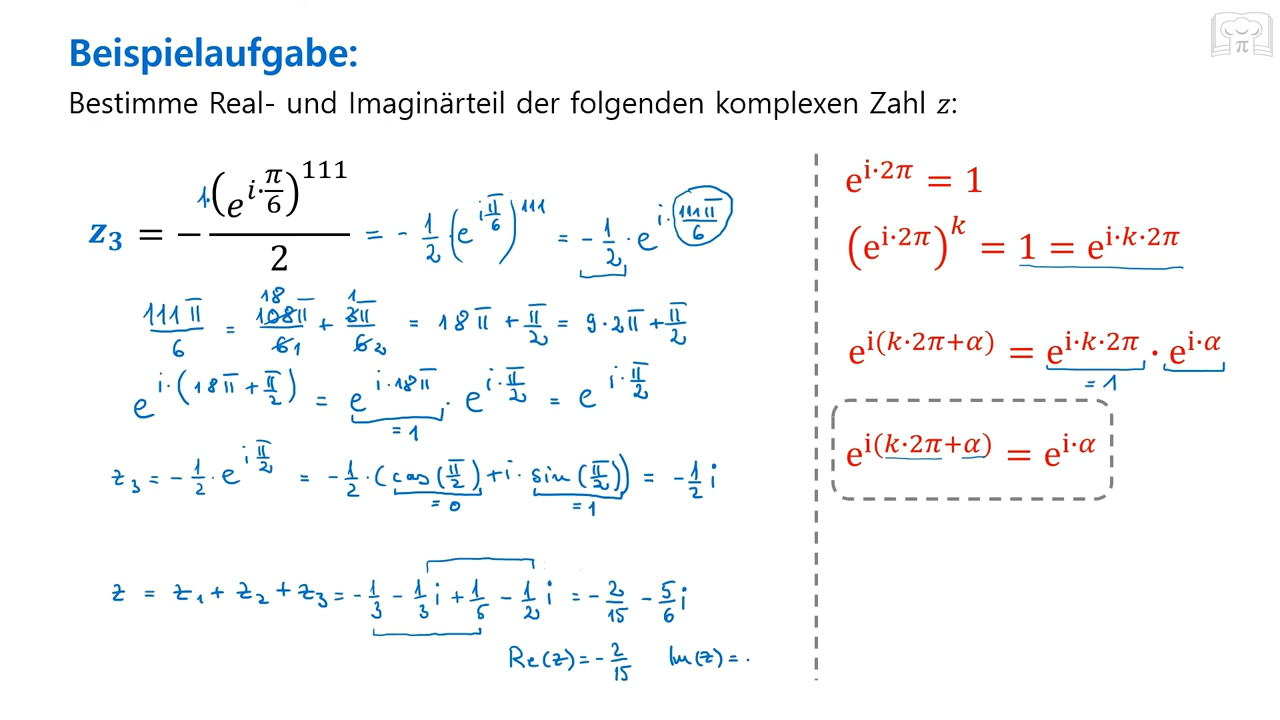 Beispielaufgabe:
Bestimme Real- und Imaginärteil der folgenden komplexen Zahl z:
z₃ = − 1·(e^(i·π/6))^111 / 2 = − 1/2 (e^(i π/6))^111 = − 1/2 · e^(i · 111π/6)
111π/6 = 108π/6 + 3π/6 = 18π + π/2 = 9·2π + π/2
18 1 1 2
e^(i·(18π + π/2)) = e^(i·18π) · e^(i·π/2) = e^(i·π/2)
= 1
z₃ = − 1/2 · e^(i π/2) = − 1/2 · (cos(π/2) + i · sin(π/2)) = − 1/2 i
= 0 = 1
z = z₁ + z₂ + z₃ = − 1/3 − 1/3 i + 1/5 − 1/2 i = − 2/15 − 5/6 i
Re(z) = − 2/15 Im(z) = ·
e^(i·2π) = 1
(e^(i·2π))^k = 1 = e^(i·k·2π)
e^(i(k·2π+α)) = e^(i·k·2π) · e^(i·α)
= 1
e^(i(k·2π+α)) = e^(i·α)
π